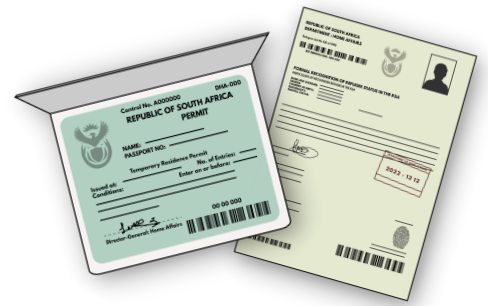 Control No. A000000
DHA-000
REPUBLIC OF SOUTH AFRICA
PERMIT
NAME:
PASSPORT NO:
Temporary Residence Permit
Issued at:
No. of Entries:
Conditions:
Enter on or before:
00 00 000
Director-General: Home Affairs
REPUBLIC OF SOUTH AFRICA
DEPARTMENT : HOME AFFAIRS
FORMAL RECOGNITION OF REFUGEE STATUS IN THE RSA
2022 - 12 12